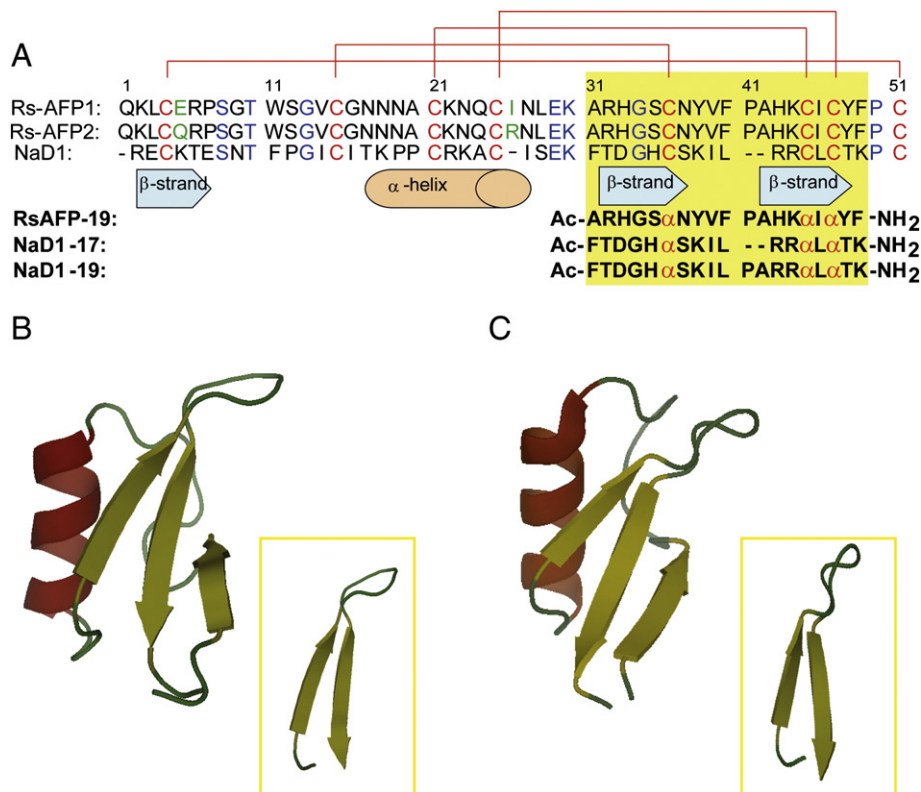 A
1 11 21 31 41 51
Rs-AFP1: QKLCERPSGT WSGVCGNNNA CKNQCINLEK ARHGSCNYVF PAHKCICYFP C
Rs-AFP2: QKLCQRPSGT WSGVCGNNNA CKNQCRNLEK ARHGSCNYVF PAHKCICYFP C
NaD1: -RECKTESNT FPGICITKPP CRKAC-ISEK FTDGHCSKIL --RRCLCTKP C
β-strand α-helix β-strand β-strand
RsAFP-19: Ac-ARHGSαNYVF PAHKαIαYF-NH2
NaD1-17: Ac-FTDGHαSKIL --RRαLαTK-NH2
NaD1-19: Ac-FTDGHαSKIL PARRαLαTK-NH2
B C